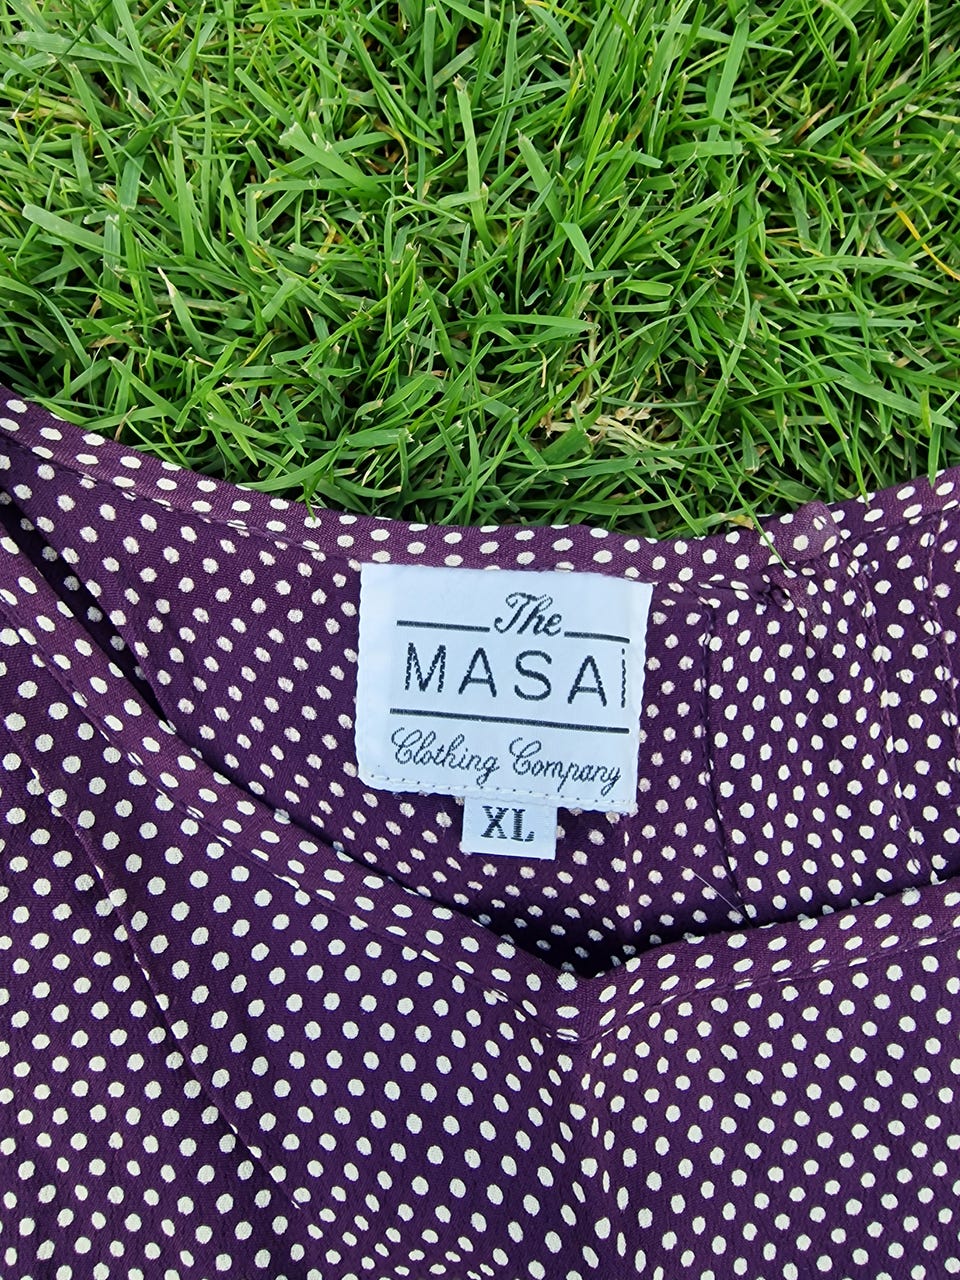 The
MASAi
Clothing Company
XL